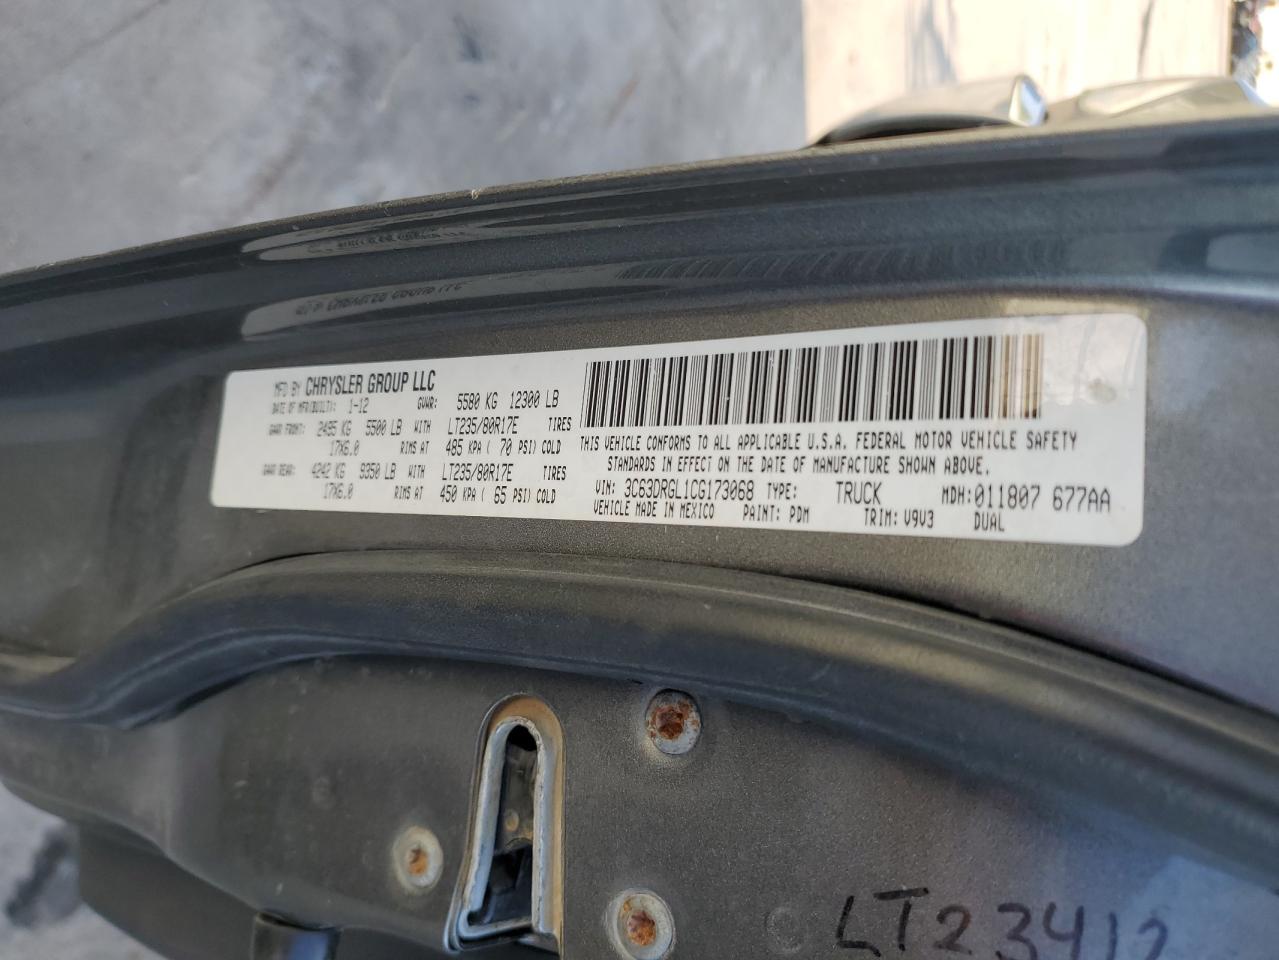 MFD BY CHRYSLER GROUP LLC
DATE OF MFD(BUILT): 1-12 GVWR: 5580 KG 12300 LB
GAWR FRONT: 2495 KG 5500 LB WITH LT235/80R17E TIRES
17X6.0 RIMS AT 485 KPA ( 70 PSI) COLD
GAWR REAR: 4242 KG 9350 LB WITH LT235/80R17E TIRES
17X6.0 RIMS AT 450 KPA ( 65 PSI) COLD
THIS VEHICLE CONFORMS TO ALL APPLICABLE U.S.A. FEDERAL MOTOR VEHICLE SAFETY
STANDARDS IN EFFECT ON THE DATE OF MANUFACTURE SHOWN ABOVE.
VIN: 3C63DRGL1CG173068 TYPE: TRUCK MDH:011807 677AA
VEHICLE MADE IN MEXICO PAINT: PDM TRIM: V9V3 DUAL
LT23412